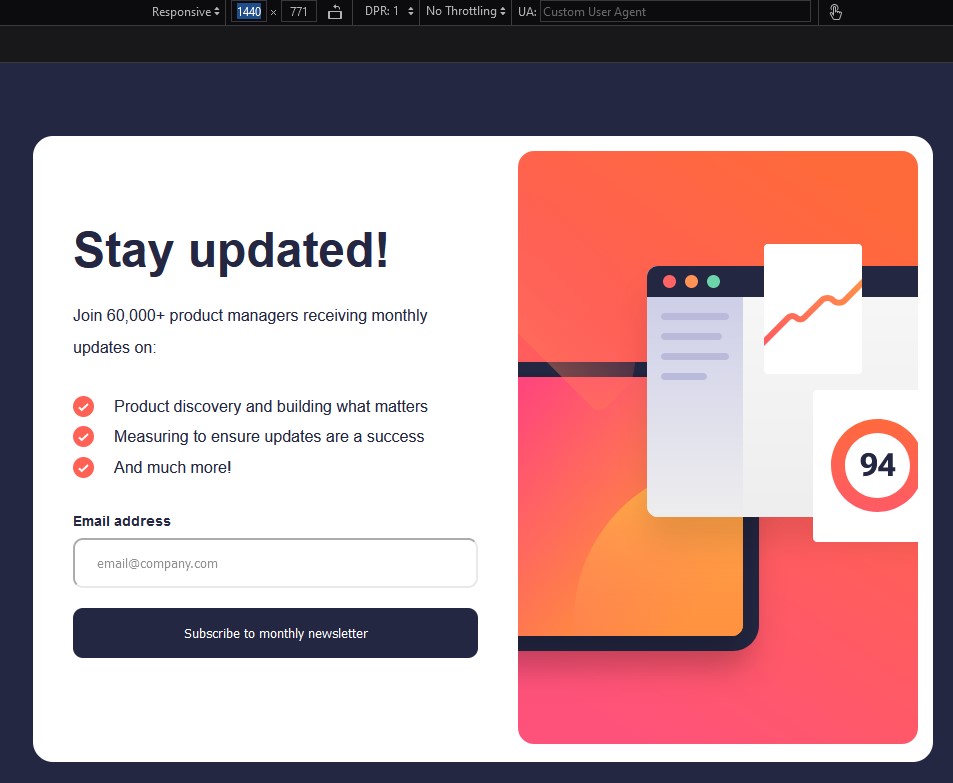 Responsive 1440 × 771 DPR: 1 No Throttling UA: Custom User Agent
Stay updated!
Join 60,000+ product managers receiving monthly
updates on:
Product discovery and building what matters
Measuring to ensure updates are a success
And much more!
Email address
email@company.com
Subscribe to monthly newsletter
94